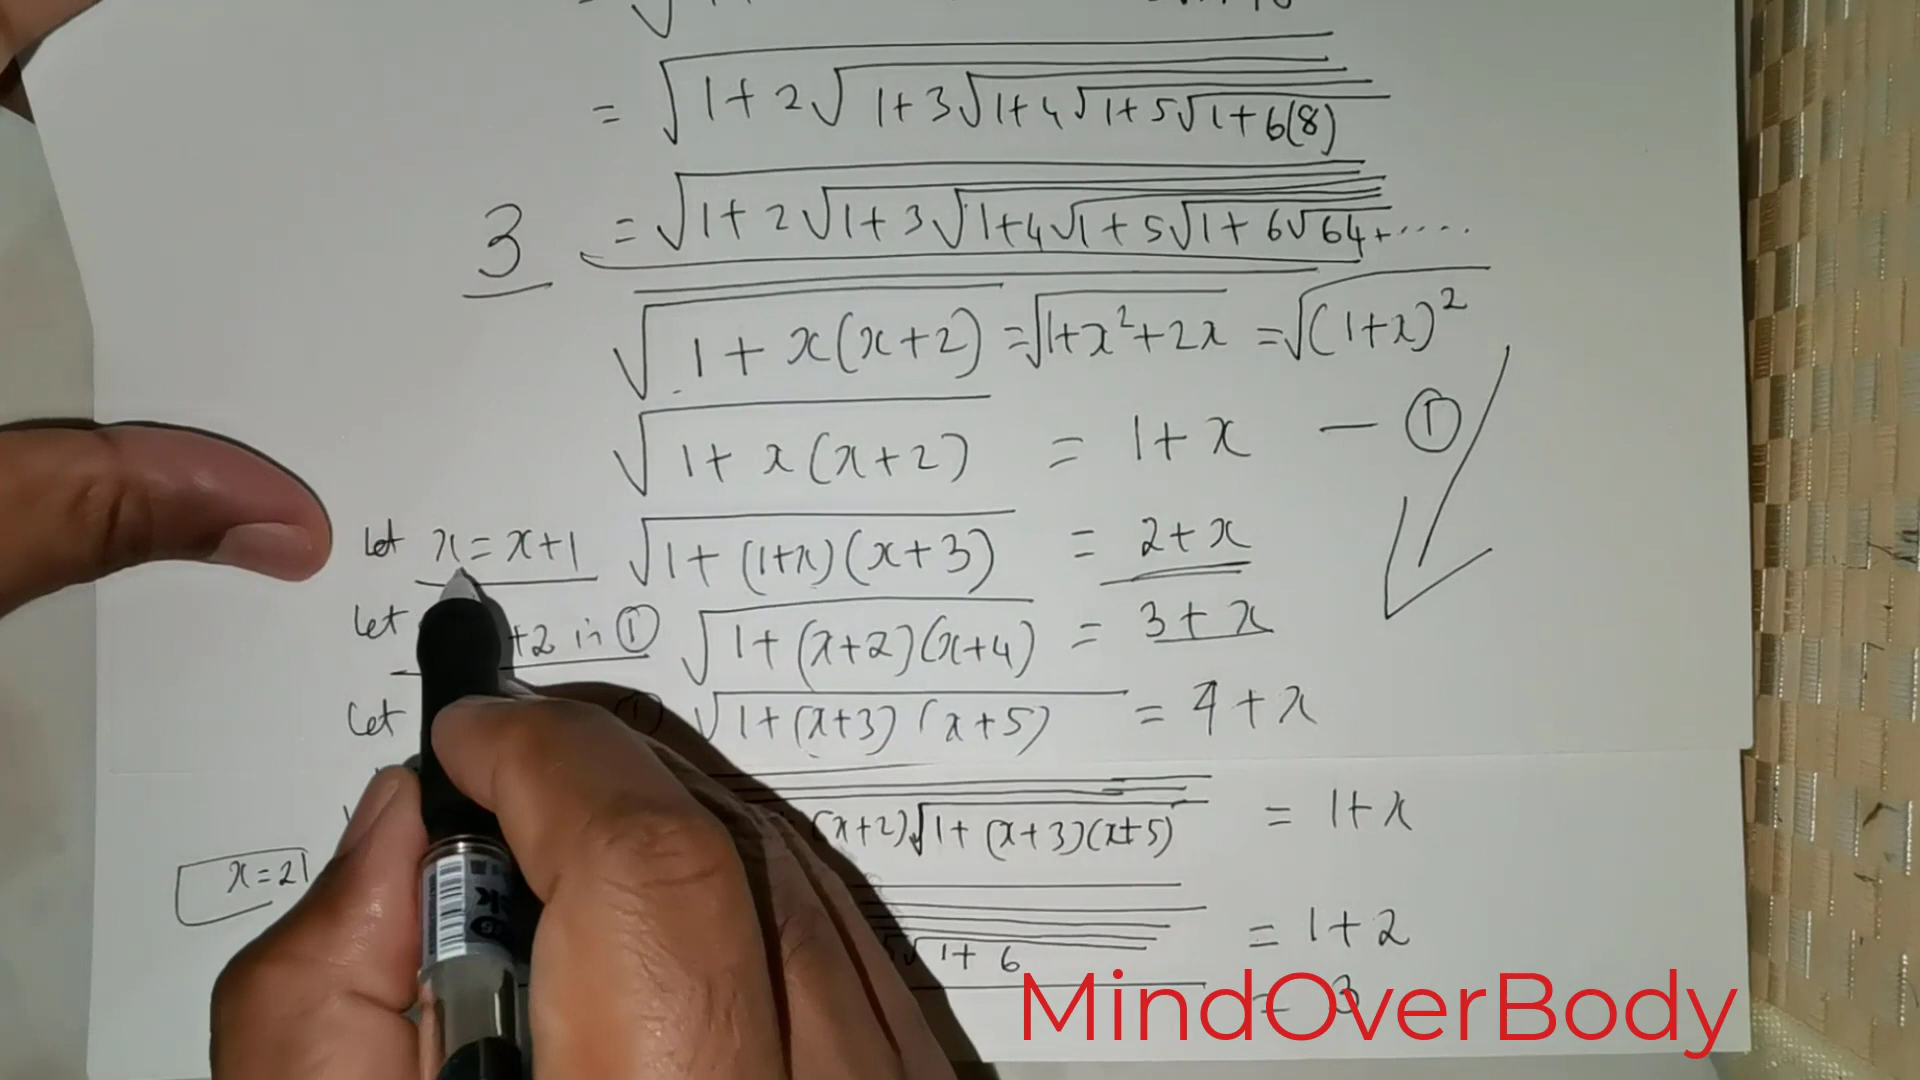 = √1+2√1+3√1+4√1+5√1+6(8)
3 = √1+2√1+3√1+4√1+5√1+6√64+.....
√1+x(x+2) = √1+x²+2x = √(1+x)²
√1+x(x+2) = 1+x — ①
let x=x+1 √1+(1+x)(x+3) = 2+x
let +2 in ① √1+(x+2)(x+4) = 3+x
let ① √1+(x+3)(x+5) = 4+x
(x+2)√1+(x+3)(x+5) = 1+x
x=2
√1+6 = 1+2
= 3
MindOverBody